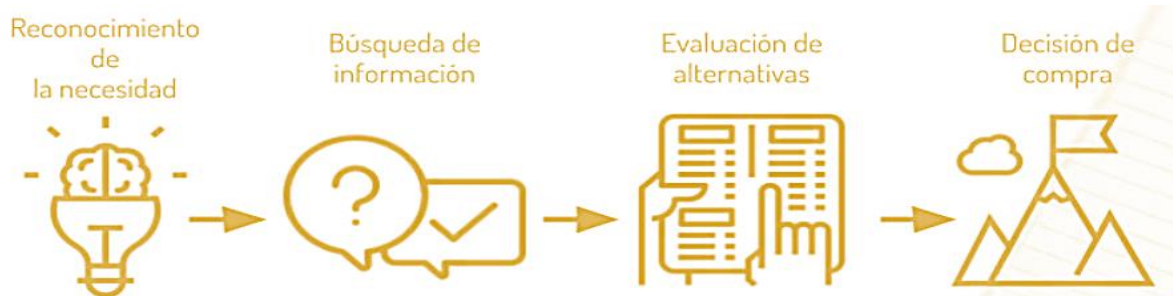 Reconocimiento
de
la necesidad
Búsqueda de
información
Evaluación de
alternativas
Decisión de
compra
?